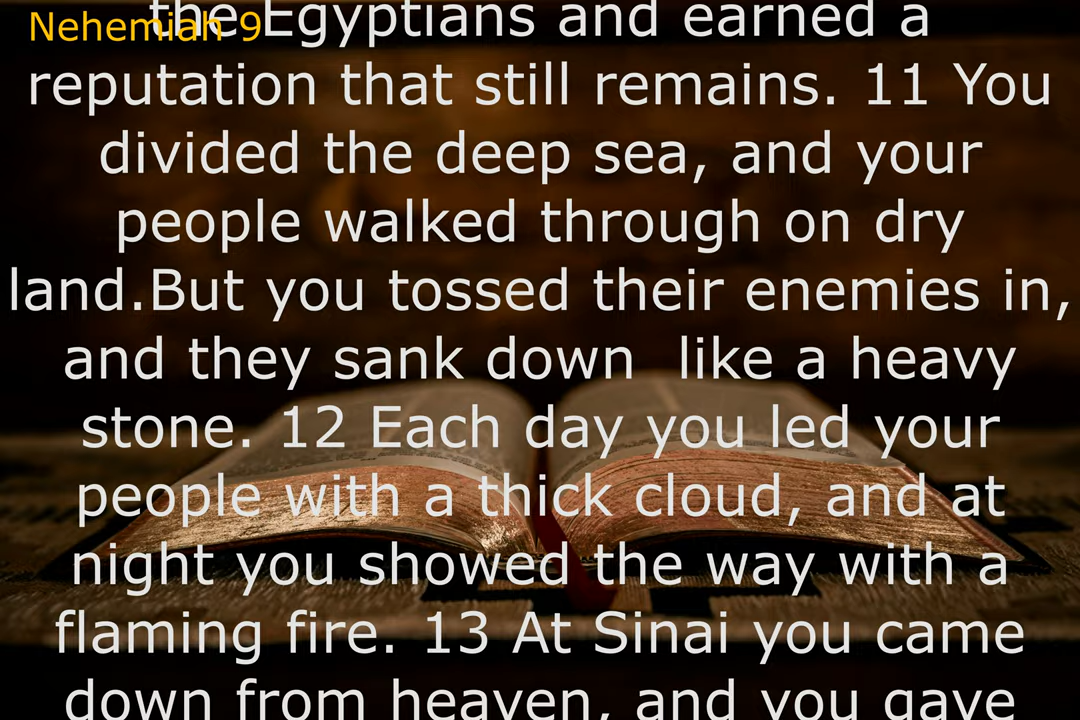 Nehemiah 9
the Egyptians and earned a
reputation that still remains. 11 You
divided the deep sea, and your
people walked through on dry
land.But you tossed their enemies in,
and they sank down  like a heavy
stone. 12 Each day you led your
people with a thick cloud, and at
night you showed the way with a
flaming fire. 13 At Sinai you came
down from heaven, and you gave